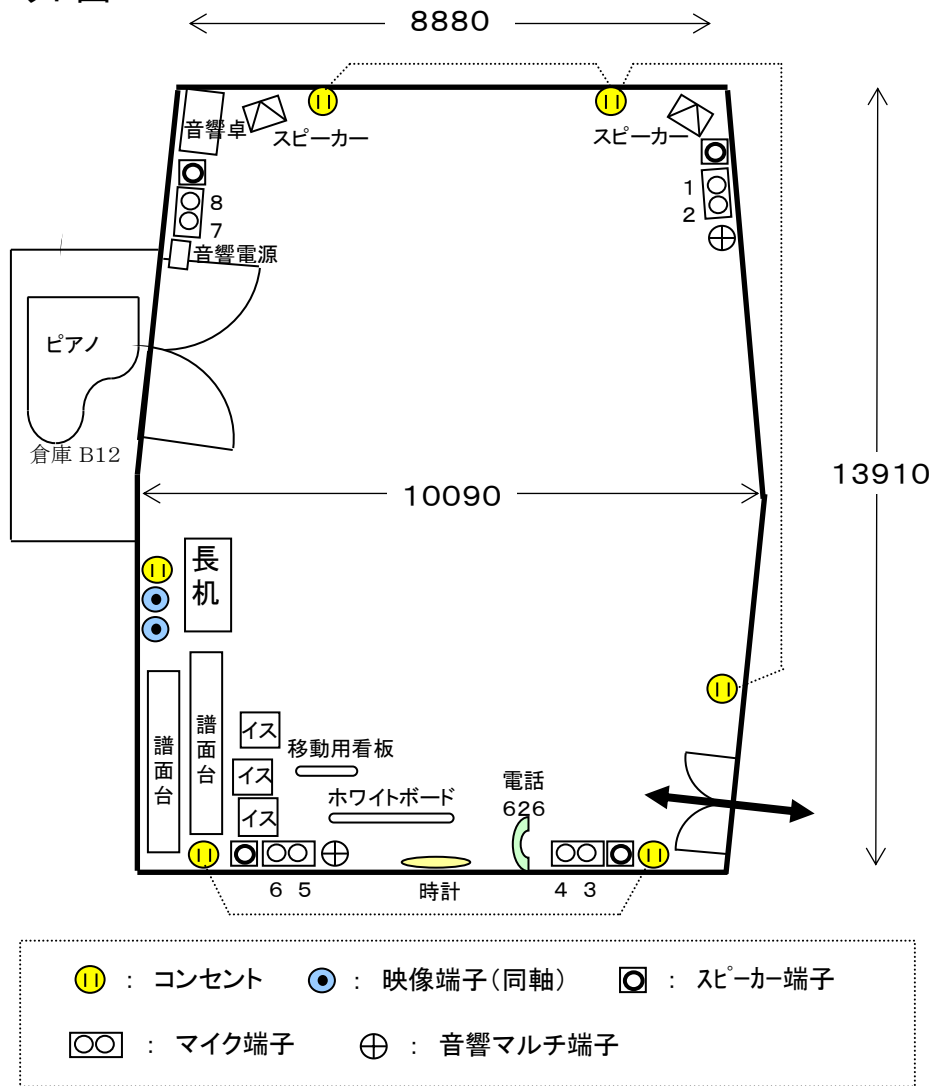 8880
音響卓
スピーカー
スピーカー
8
7
1
2
音響電源
ピアノ
倉庫 B12
10090
13910
長
机
譜
面
台
譜
面
台
イス
イス
イス
移動用看板
ホワイトボード
電話
626
6 5
時計
4 3
: コンセント : 映像端子(同軸) : スピーカー端子
: マイク端子 : 音響マルチ端子